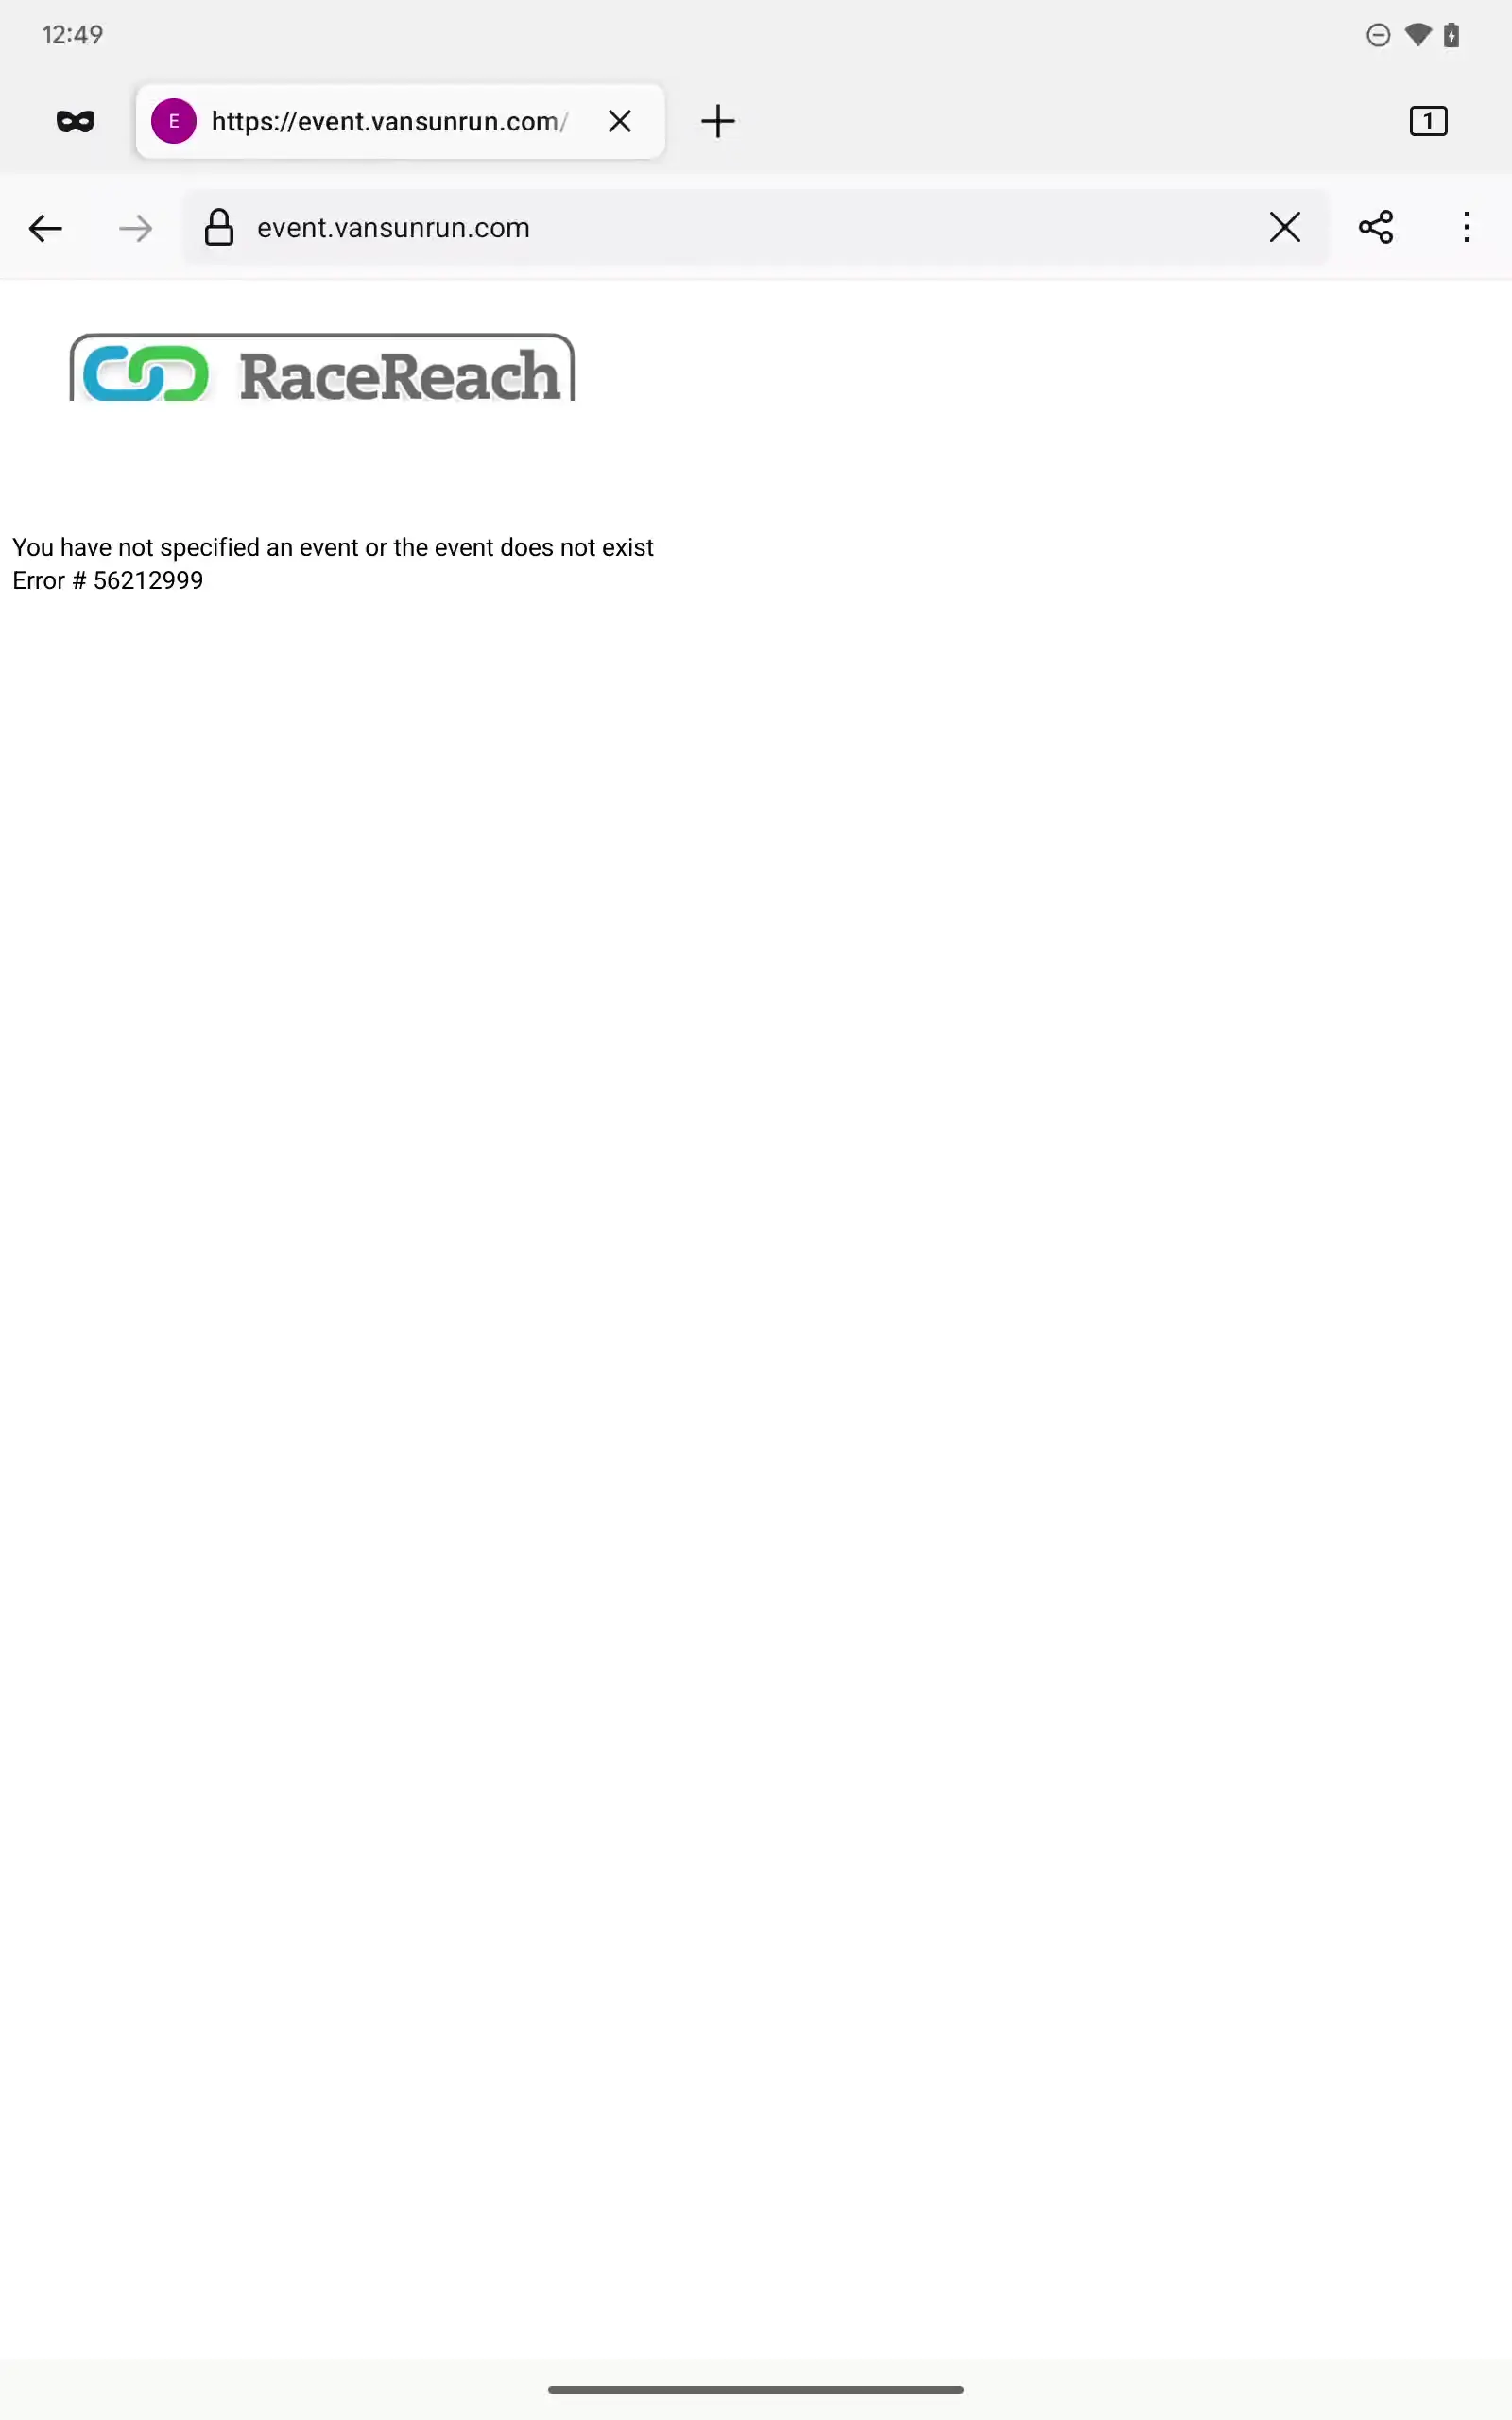 12:49
E https://event.vansunrun.com/
1
event.vansunrun.com
RaceReach
You have not specified an event or the event does not exist
Error # 56212999